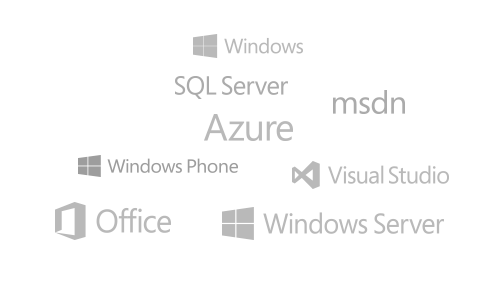 Windows
SQL Server
msdn
Azure
Windows Phone
Visual Studio
Office
Windows Server